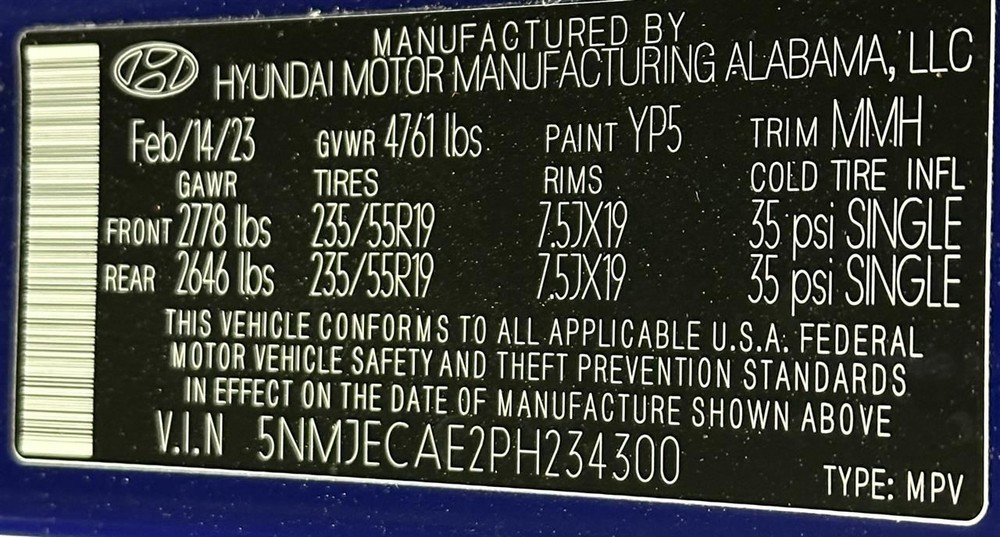 MANUFACTURED BY
HYUNDAI MOTOR MANUFACTURING ALABAMA, LLC
Feb/14/23 GVWR 4761 lbs PAINT YP5 TRIM MMH
GAWR TIRES RIMS COLD TIRE INFL
FRONT 2778 lbs 235/55R19 7.5JX19 35 psi SINGLE
REAR 2646 lbs 235/55R19 7.5JX19 35 psi SINGLE
THIS VEHICLE CONFORMS TO ALL APPLICABLE U.S.A. FEDERAL
MOTOR VEHICLE SAFETY AND THEFT PREVENTION STANDARDS
IN EFFECT ON THE DATE OF MANUFACTURE SHOWN ABOVE
V.I.N 5NMJECAE2PH234300
TYPE: MPV